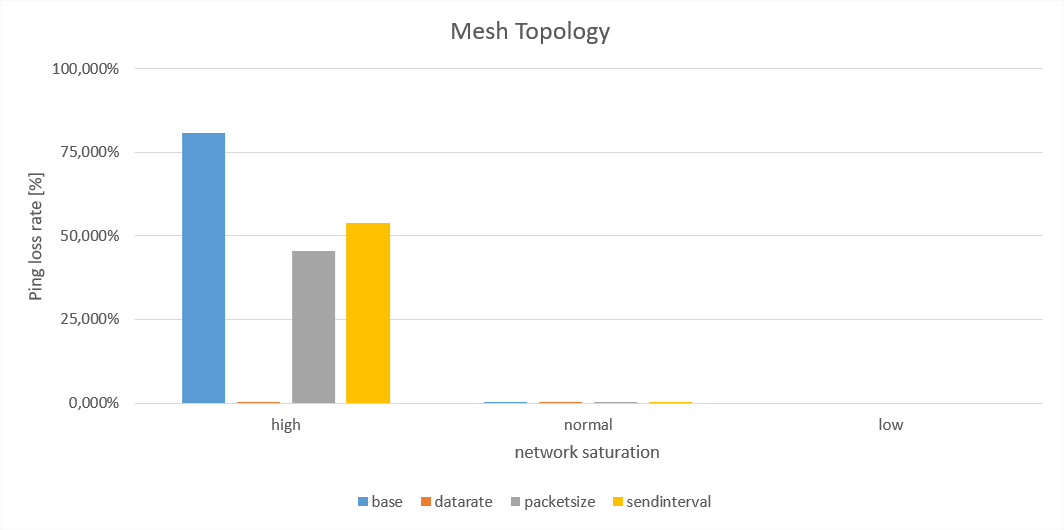 Mesh Topology
100,000%
75,000%
50,000%
25,000%
0,000%
Ping loss rate [%]
high normal low
network saturation
base datarate packetsize sendinterval